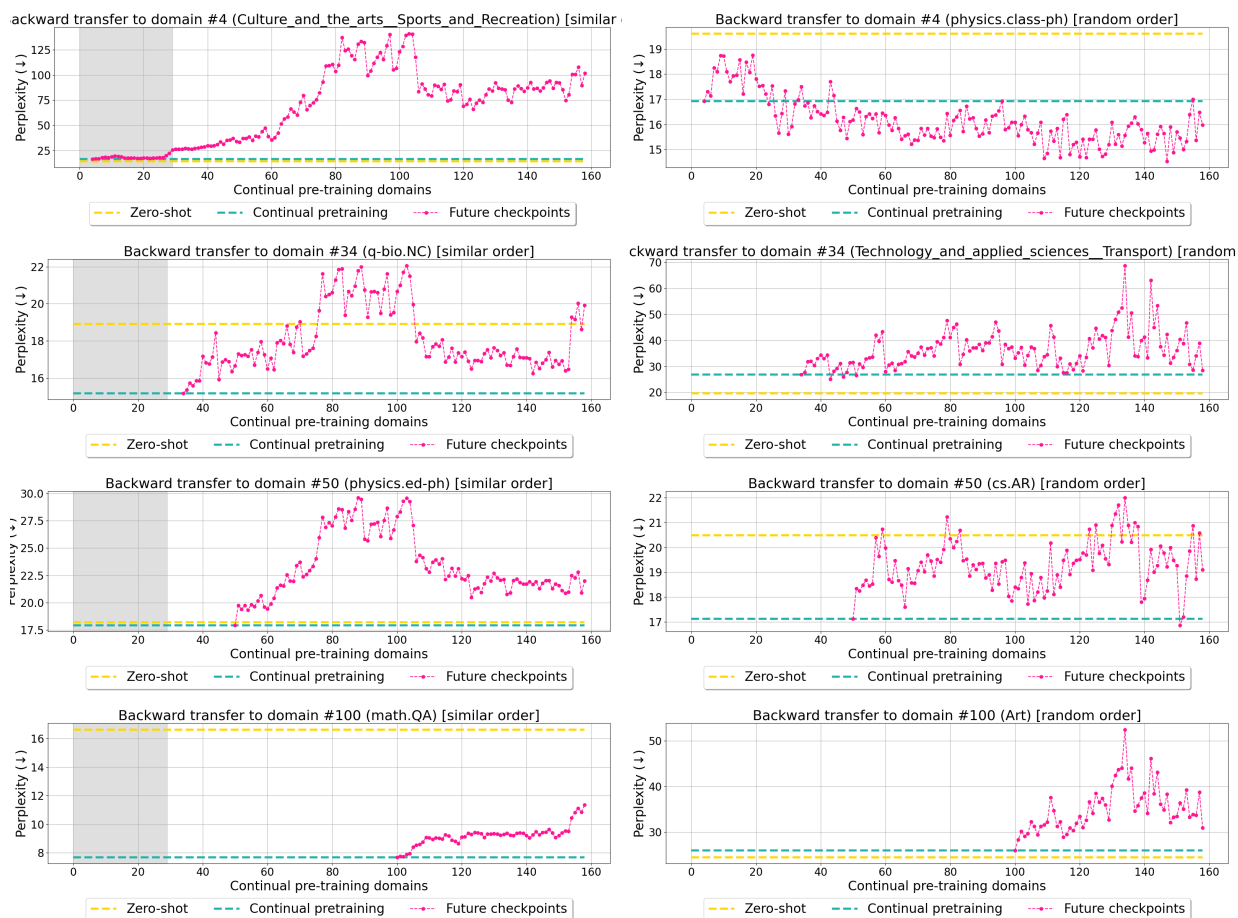 ackward transfer to domain #4 (Culture_and_the_arts__Sports_and_Recreation) [similar
Perplexity (↓)
125
100
75
50
25
0 20 40 60 80 100 120 140 160
Continual pre-training domains
Zero-shot Continual pretraining Future checkpoints
Backward transfer to domain #4 (physics.class-ph) [random order]
Perplexity (↓)
19
18
17
16
15
0 20 40 60 80 100 120 140 160
Continual pre-training domains
Zero-shot Continual pretraining Future checkpoints
Backward transfer to domain #34 (q-bio.NC) [similar order]
Perplexity (↓)
22
20
18
16
0 20 40 60 80 100 120 140 160
Continual pre-training domains
Zero-shot Continual pretraining Future checkpoints
ckward transfer to domain #34 (Technology_and_applied_sciences__Transport) [random
Perplexity (↓)
70
60
50
40
30
20
0 20 40 60 80 100 120 140 160
Continual pre-training domains
Zero-shot Continual pretraining Future checkpoints
Backward transfer to domain #50 (physics.ed-ph) [similar order]
Perplexity (↓)
30.0
27.5
25.0
22.5
20.0
17.5
0 20 40 60 80 100 120 140 160
Continual pre-training domains
Zero-shot Continual pretraining Future checkpoints
Backward transfer to domain #50 (cs.AR) [random order]
Perplexity (↓)
22
21
20
19
18
17
0 20 40 60 80 100 120 140 160
Continual pre-training domains
Zero-shot Continual pretraining Future checkpoints
Backward transfer to domain #100 (math.QA) [similar order]
Perplexity (↓)
16
14
12
10
8
0 20 40 60 80 100 120 140 160
Continual pre-training domains
Zero-shot Continual pretraining Future checkpoints
Backward transfer to domain #100 (Art) [random order]
Perplexity (↓)
50
40
30
0 20 40 60 80 100 120 140 160
Continual pre-training domains
Zero-shot Continual pretraining Future checkpoints